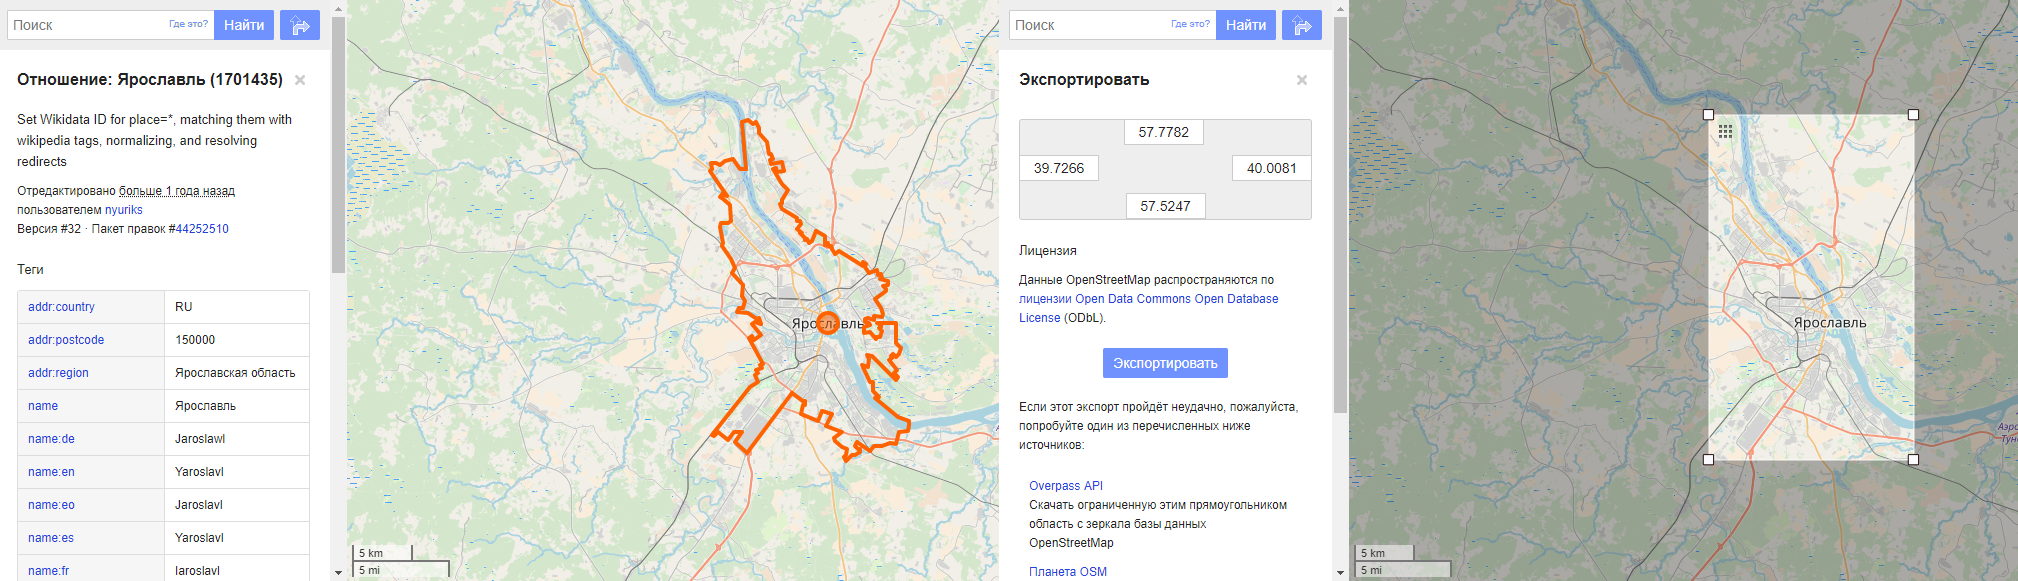 Поиск
Где это?
Найти
Отношение: Ярославль (1701435)
×
Set Wikidata ID for place=*, matching them with
wikipedia tags, normalizing, and resolving
redirects
Отредактировано больше 1 года назад
пользователем nyuriks
Версия #32 · Пакет правок #44252510
Теги
addr:country RU
addr:postcode 150000
addr:region Ярославская область
name Ярославль
name:de Jaroslawl
name:en Yaroslavl
name:eo Jaroslavl
name:es Yaroslavl
name:fr Iaroslavl
Ярославль
5 km
5 mi
Поиск
Где это?
Найти
Экспортировать
×
57.7782
39.7266 40.0081
57.5247
Лицензия
Данные OpenStreetMap распространяются по
лицензии Open Data Commons Open Database
License (ODbL).
Экспортировать
Если этот экспорт пройдёт неудачно, пожалуйста,
попробуйте один из перечисленных ниже
источников:
Overpass API
Скачать ограниченную этим прямоугольником
область с зеркала базы данных
OpenStreetMap
Планета OSM
Ярославль
5 km
5 mi